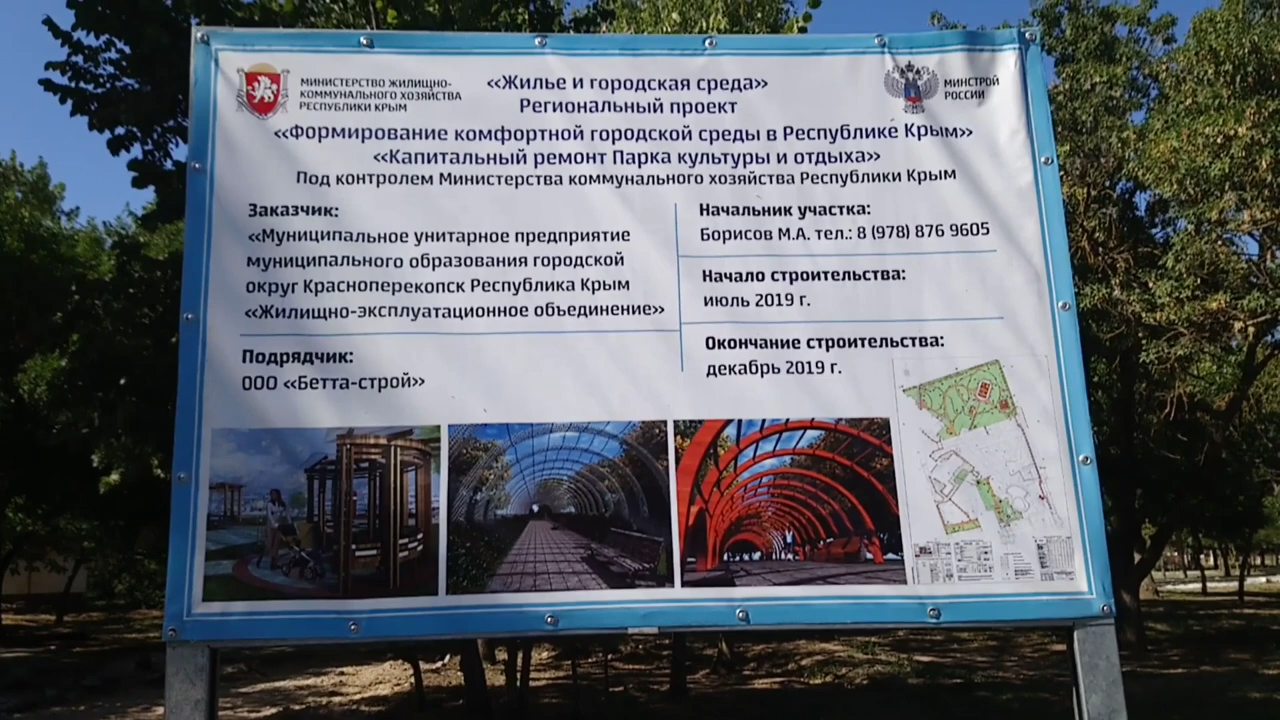 МИНИСТЕРСТВО ЖИЛИЩНО-
КОММУНАЛЬНОГО ХОЗЯЙСТВА
РЕСПУБЛИКИ КРЫМ
МИНСТРОЙ
РОССИИ
«Жилье и городская среда»
Региональный проект
«Формирование комфортной городской среды в Республике Крым»
«Капитальный ремонт Парка культуры и отдыха»
Под контролем Министерства коммунального хозяйства Республики Крым
Заказчик:
«Муниципальное унитарное предприятие
муниципального образования городской
округ Красноперекопск Республика Крым
«Жилищно-эксплуатационное объединение»
Подрядчик:
ООО «Бетта-строй»
Начальник участка:
Борисов М.А. тел.: 8 (978) 876 9605
Начало строительства:
июль 2019 г.
Окончание строительства:
декабрь 2019 г.